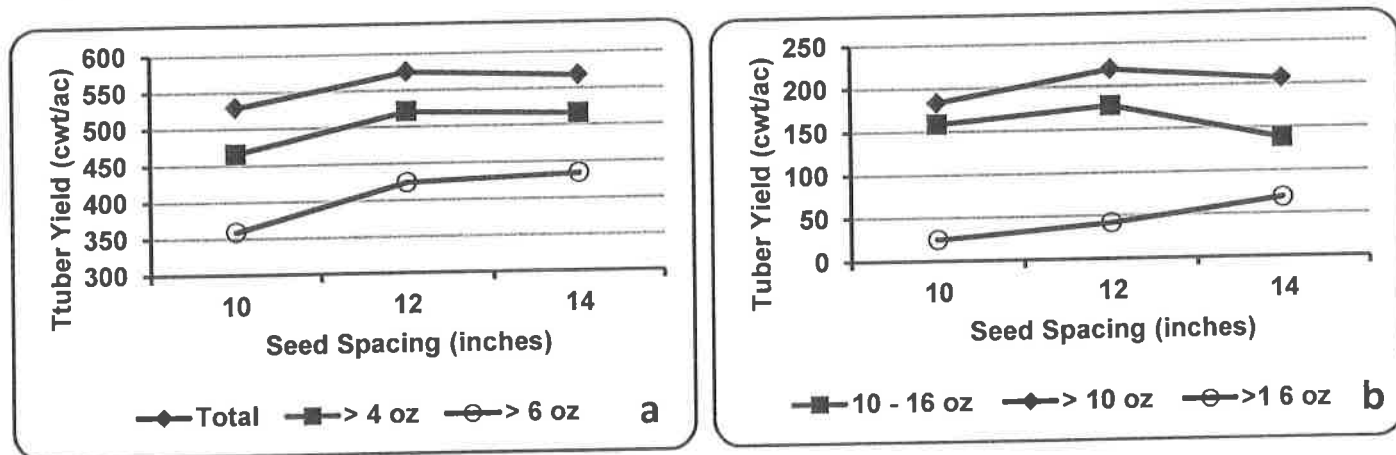 Ttuber Yield (cwt/ac)
600
550
500
450
400
350
300
10 12 14
Seed Spacing (inches)
Total > 4 oz > 6 oz a
Tuber Yield (cwt/ac)
250
200
150
100
50
0
10 12 14
Seed Spacing (inches)
10 - 16 oz > 10 oz >1 6 oz b